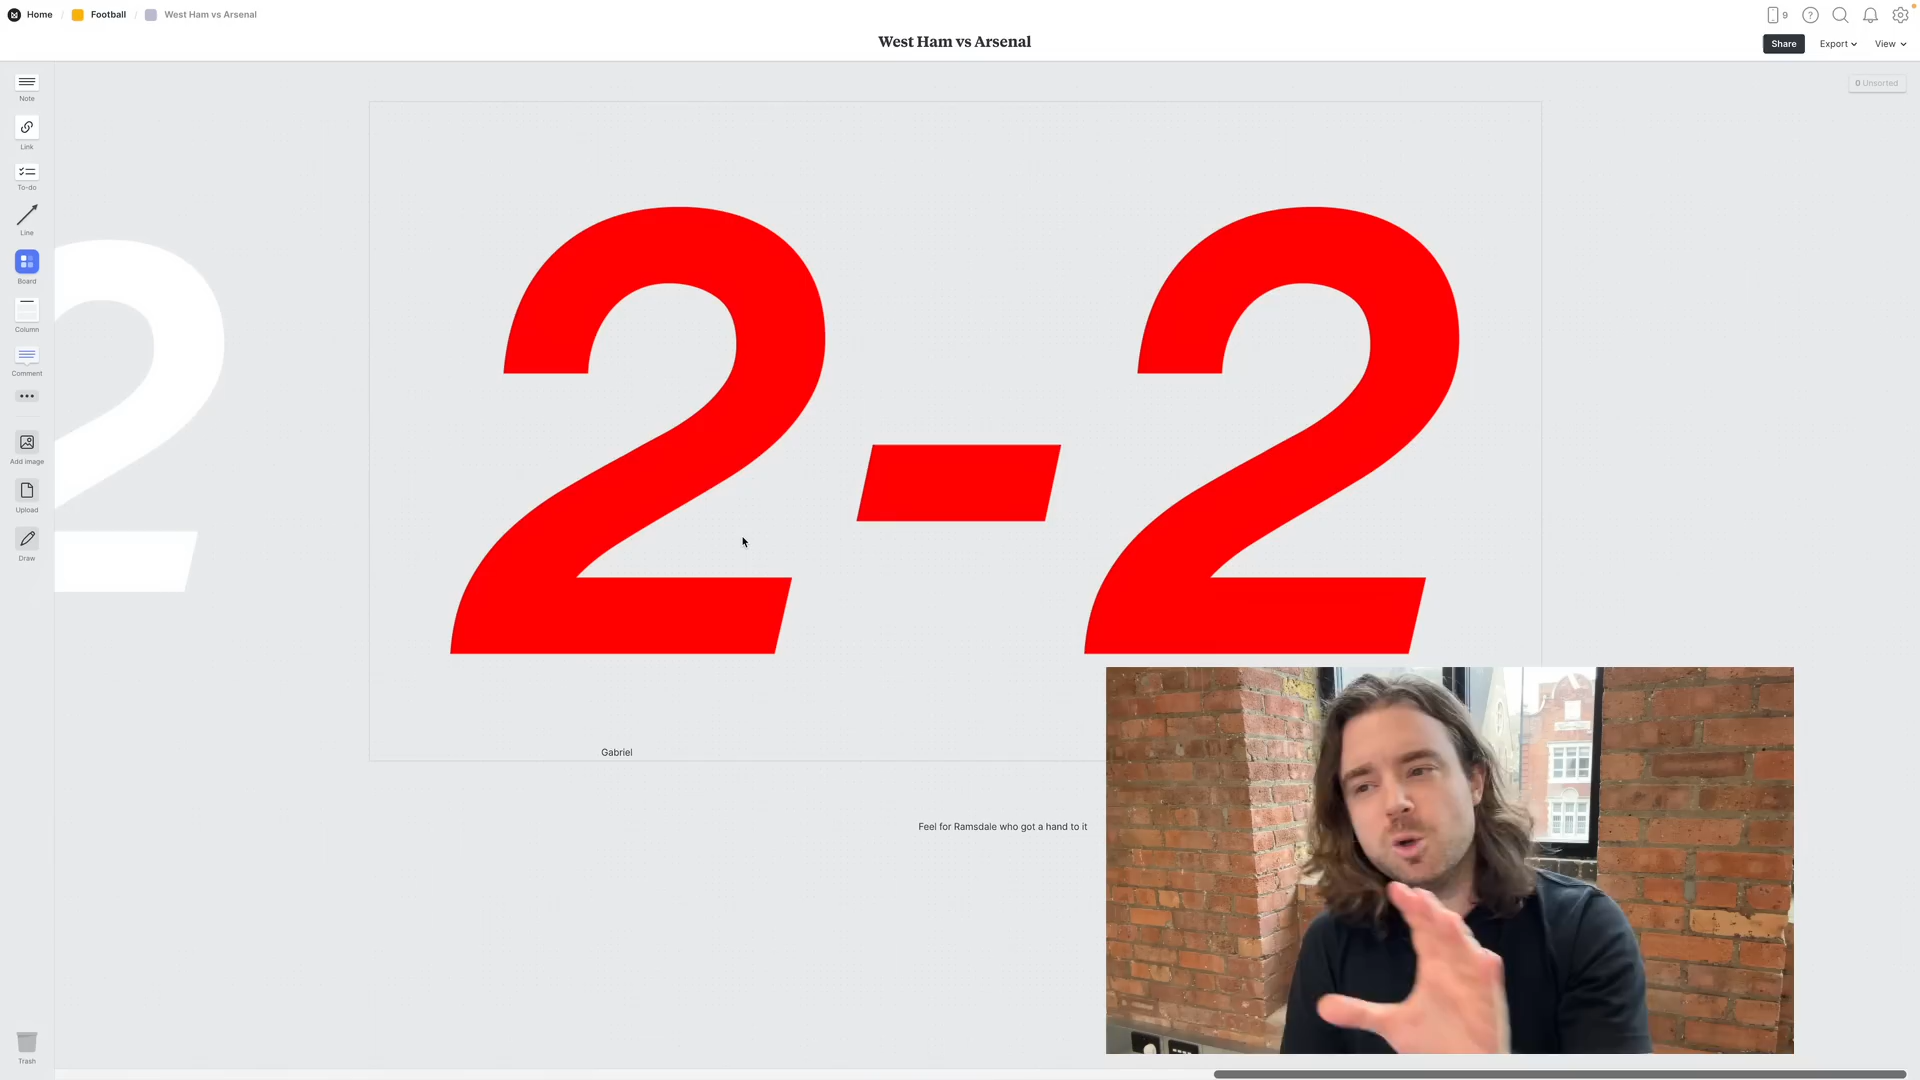 Home / Football / West Ham vs Arsenal
9
West Ham vs Arsenal
Share
Export
View
0 Unsorted
Note
Link
To-do
Line
Board
Column
Comment
Add image
Upload
Draw
Trash
2
2-2
Gabriel
Feel for Ramsdale who got a hand to it